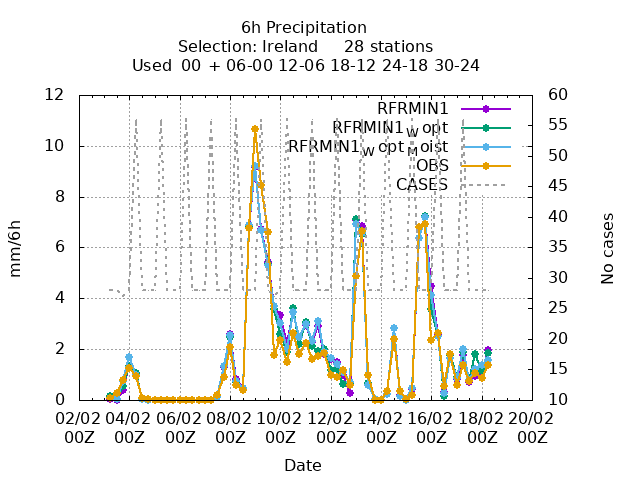 6h Precipitation
Selection: Ireland 28 stations
Used 00 + 06-00 12-06 18-12 24-18 30-24
12 60
RFRMIN1
55
RFRMIN1WOpt
10 50
RFRMIN1WoptMoist
OBS
8 45
CASES
40
6 35
30
4 25
20
2 15
0 10
mm/6h
No cases
02/02 04/02 06/02 08/02 10/02 12/02 14/02 16/02 18/02 20/02
00Z 00Z 00Z 00Z 00Z 00Z 00Z 00Z 00Z 00Z
Date